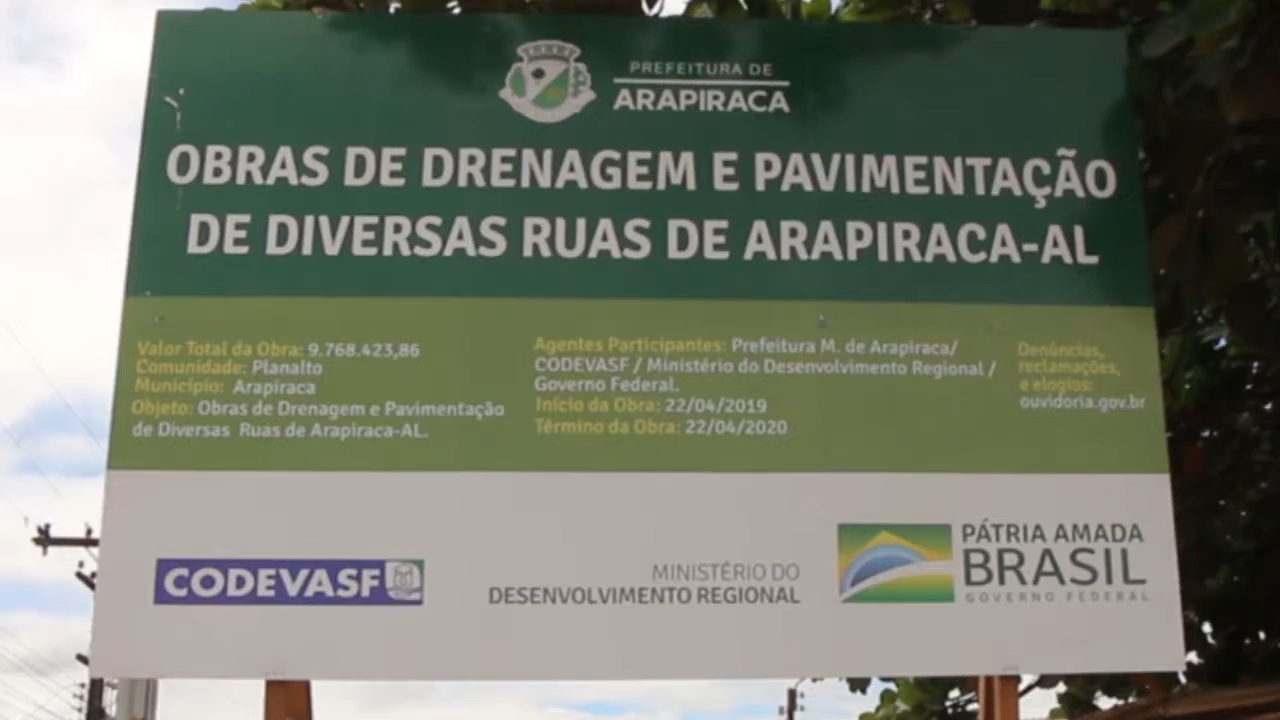 PREFEITURA DE
ARAPIRACA
OBRAS DE DRENAGEM E PAVIMENTAÇÃO
DE DIVERSAS RUAS DE ARAPIRACA-AL
Valor Total da Obra: 9.768.423,86
Comunidade: Planalto
Município: Arapiraca
Objeto: Obras de Drenagem e Pavimentação
de Diversas Ruas de Arapiraca-AL.
Agentes Participantes: Prefeitura M. de Arapiraca/
CODEVASF / Ministério do Desenvolvimento Regional /
Governo Federal.
Início da Obra: 22/04/2019
Término da Obra: 22/04/2020
Denúncias,
reclamações,
e elogios:
ouvidoria.gov.br
CODEVASF
MINISTÉRIO DO
DESENVOLVIMENTO REGIONAL
PÁTRIA AMADA
BRASIL
GOVERNO FEDERAL